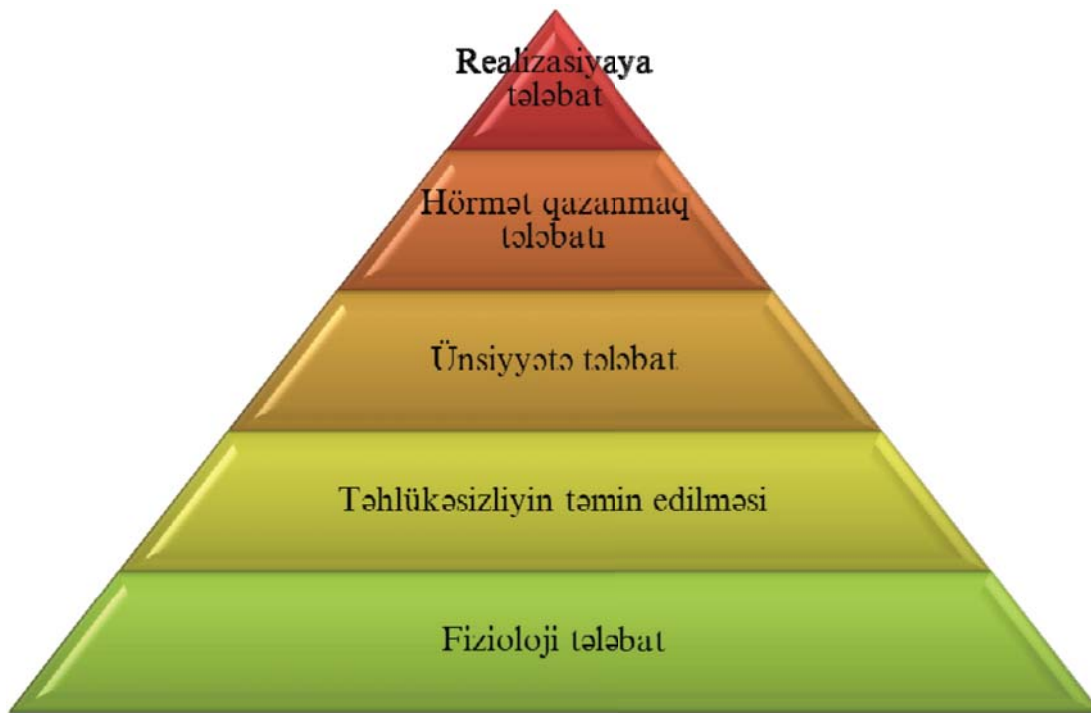 Realizasiyaya
tələbat
Hörmət qazanmaq
tələbatı
Ünsiyyətə tələbat
Təhlükəsizliyin təmin edilməsi
Fizioloji tələbat